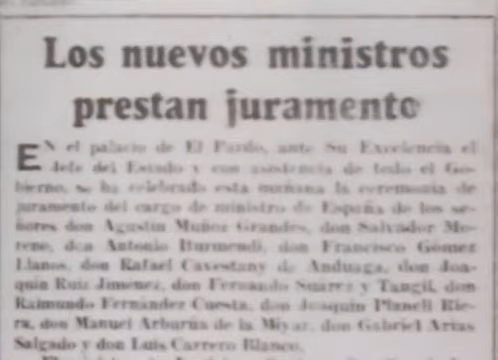 Los nuevos ministros
prestan juramento
EN el palacio de El Pardo, ante Su Excelencia el
Jefe del Estado y con asistencia de todo el Go-
bierno, se ha celebrado esta mañana la ceremonia de
juramento del cargo de ministro de España de los se-
ñores don Agustín Muñoz Grandes, don Salvador Mo-
reno, don Antonio Iturmendi, don Francisco Gómez
Llanos, don Rafael Cavestany de Anduaga, don Joa-
quín Ruiz Jiménez, don Fernando Suárez y Tangil, don
Raimundo Fernández Cuesta, don Joaquín Planell Rie-
ra, don Manuel Arburúa de la Miyar, don Gabriel Arias
Salgado y don Luis Carrero Blanco.